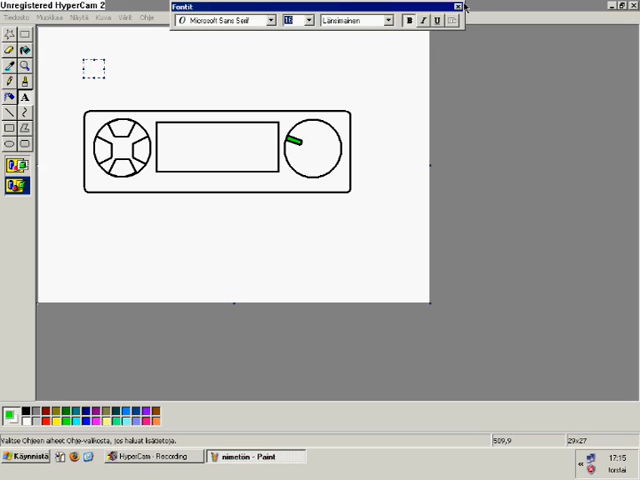 Unregistered HyperCam 2
Fontit
Tiedosto Muokkaa Näytä Kuva Värit Ohje
Microsoft Sans Serif
16
Länsimainen
B I U
A
Valitse Ohjeen aiheet Ohje-valikosta, jos haluat lisätietoja.
509,9
29x27
Käynnistä
HyperCam - Recording
nimetön - Paint
17:15
torstai